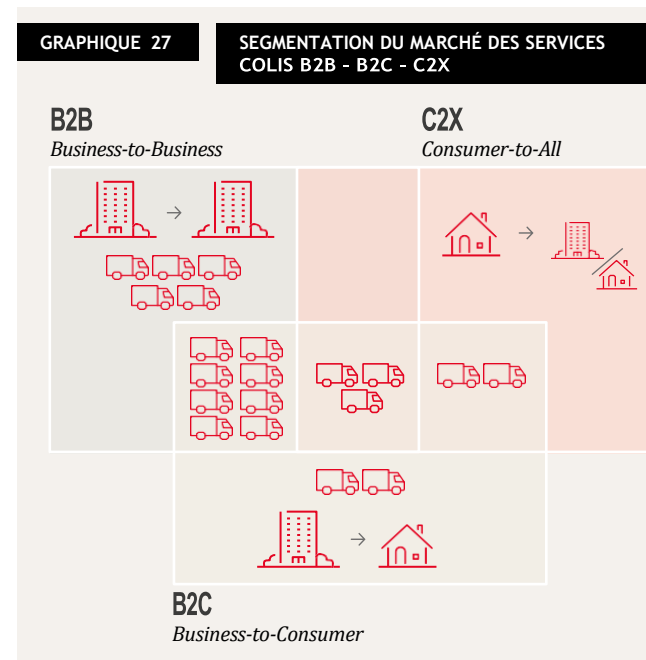 GRAPHIQUE 27
SEGMENTATION DU MARCHÉ DES SERVICES
COLIS B2B - B2C - C2X
B2B
Business-to-Business
C2X
Consumer-to-All
B2C
Business-to-Consumer